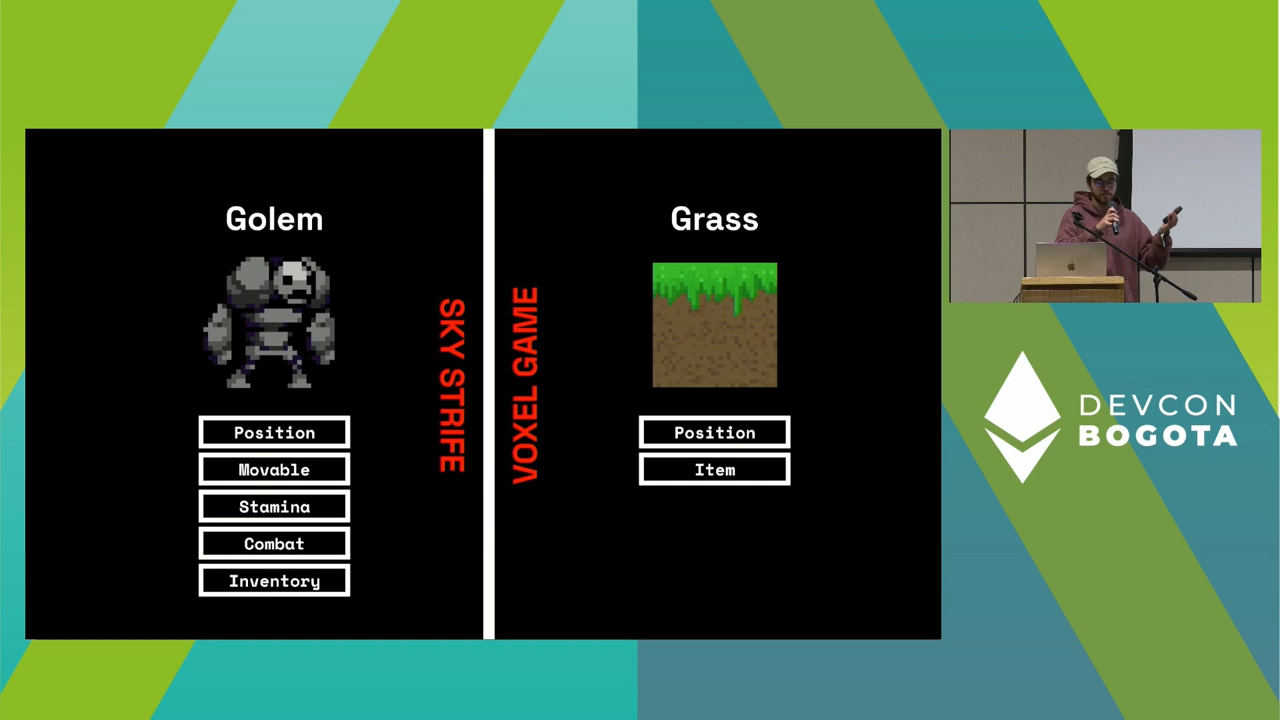 Golem
Position
Movable
Stamina
Combat
Inventory
SKY STRIFE
VOXEL GAME
Grass
Position
Item
DEVCON
BOGOTA